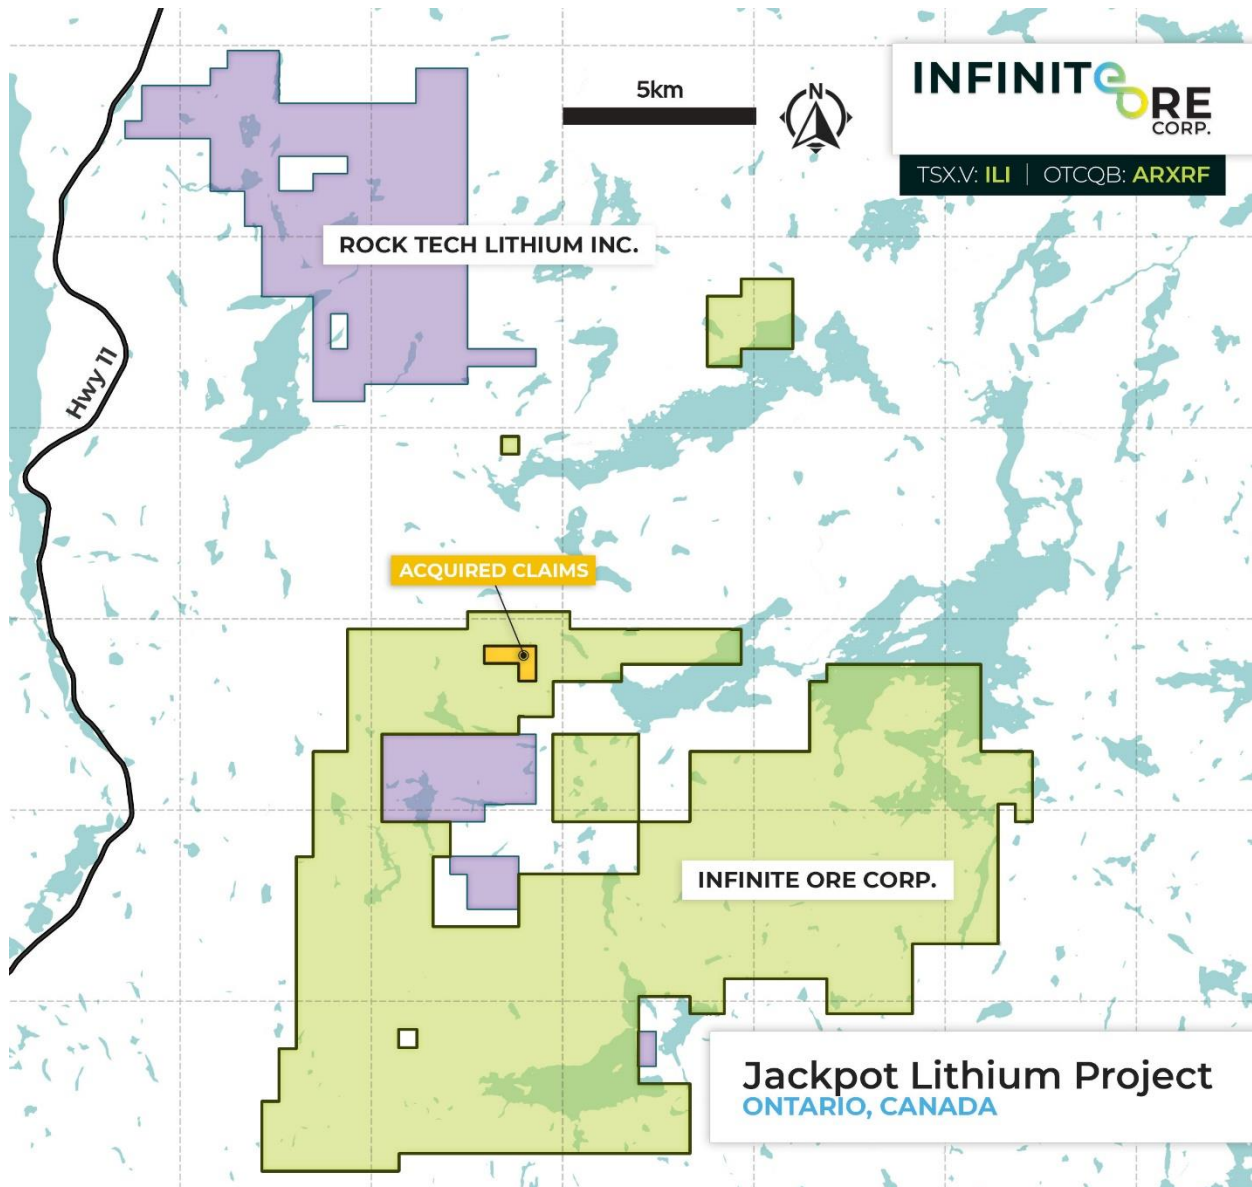 5km
N
INFINITE
ORE
CORP.
TSX.V: ILI | OTCQB: ARXRF
ROCK TECH LITHIUM INC.
Hwy 11
ACQUIRED CLAIMS
INFINITE ORE CORP.
Jackpot Lithium Project
ONTARIO, CANADA